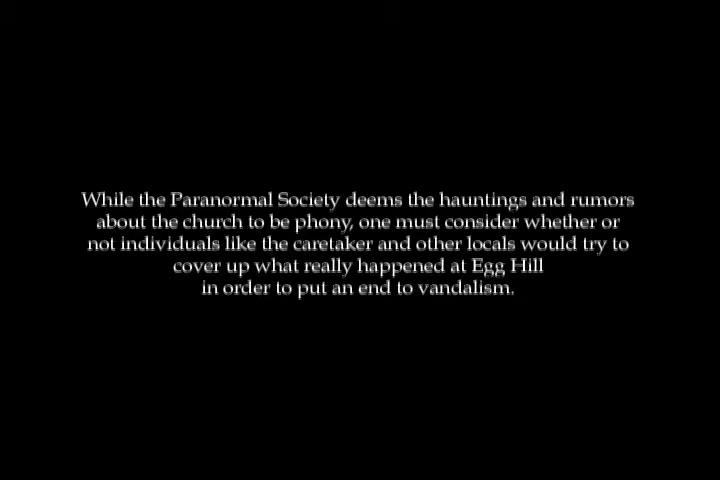 While the Paranormal Society deems the hauntings and rumors
about the church to be phony, one must consider whether or
not individuals like the caretaker and other locals would try to
cover up what really happened at Egg Hill
in order to put an end to vandalism.